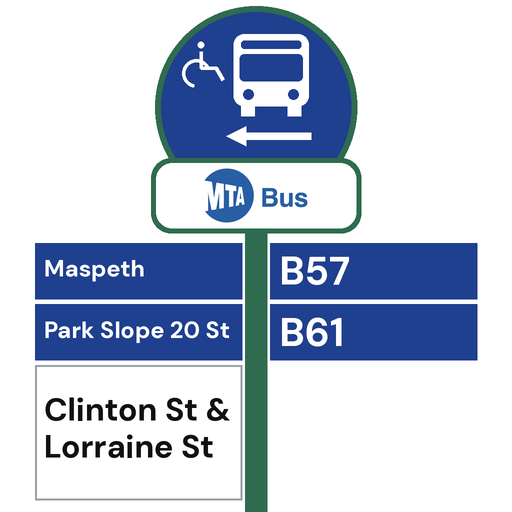 MTA Bus
Maspeth B57
Park Slope 20 St B61
Clinton St &
Lorraine St